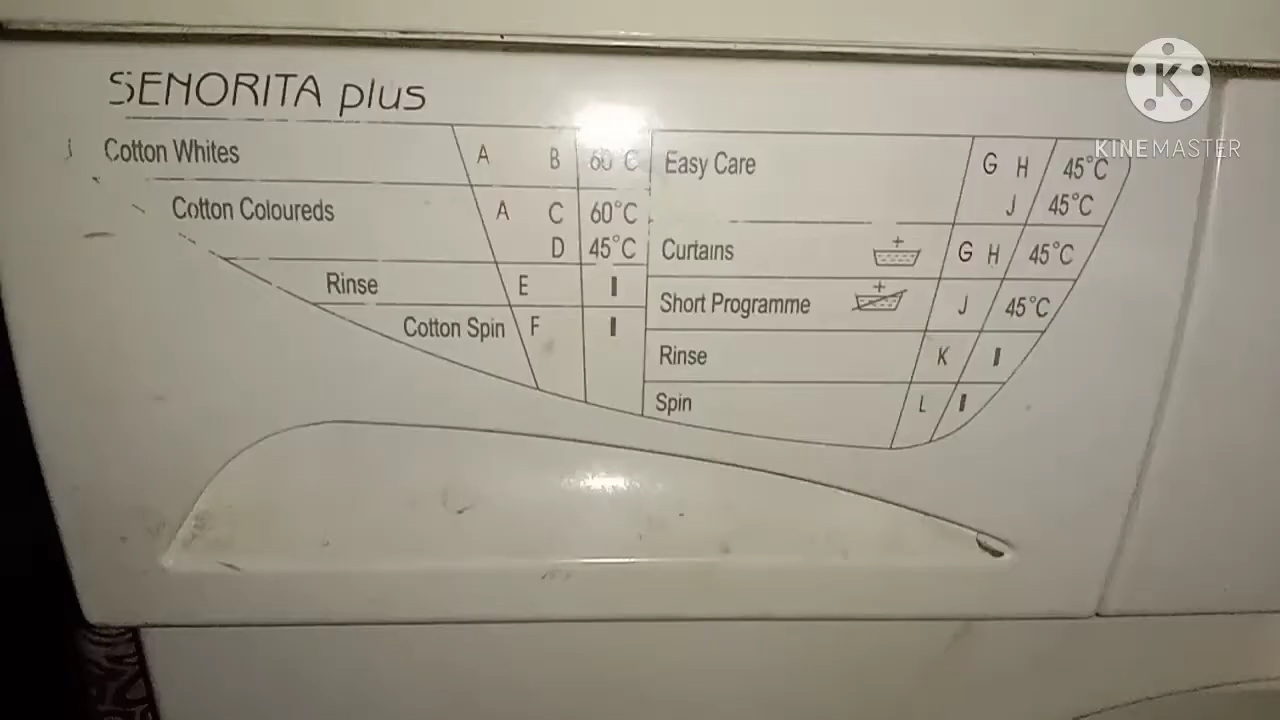 SENORITA plus
Cotton Whites A B 60°C
Cotton Coloureds A C 60°C
D 45°C
Rinse E
Cotton Spin F
Easy Care G H 45°C
J 45°C
Curtains G H 45°C
Short Programme J 45°C
Rinse K
Spin L
K
KINEMASTER